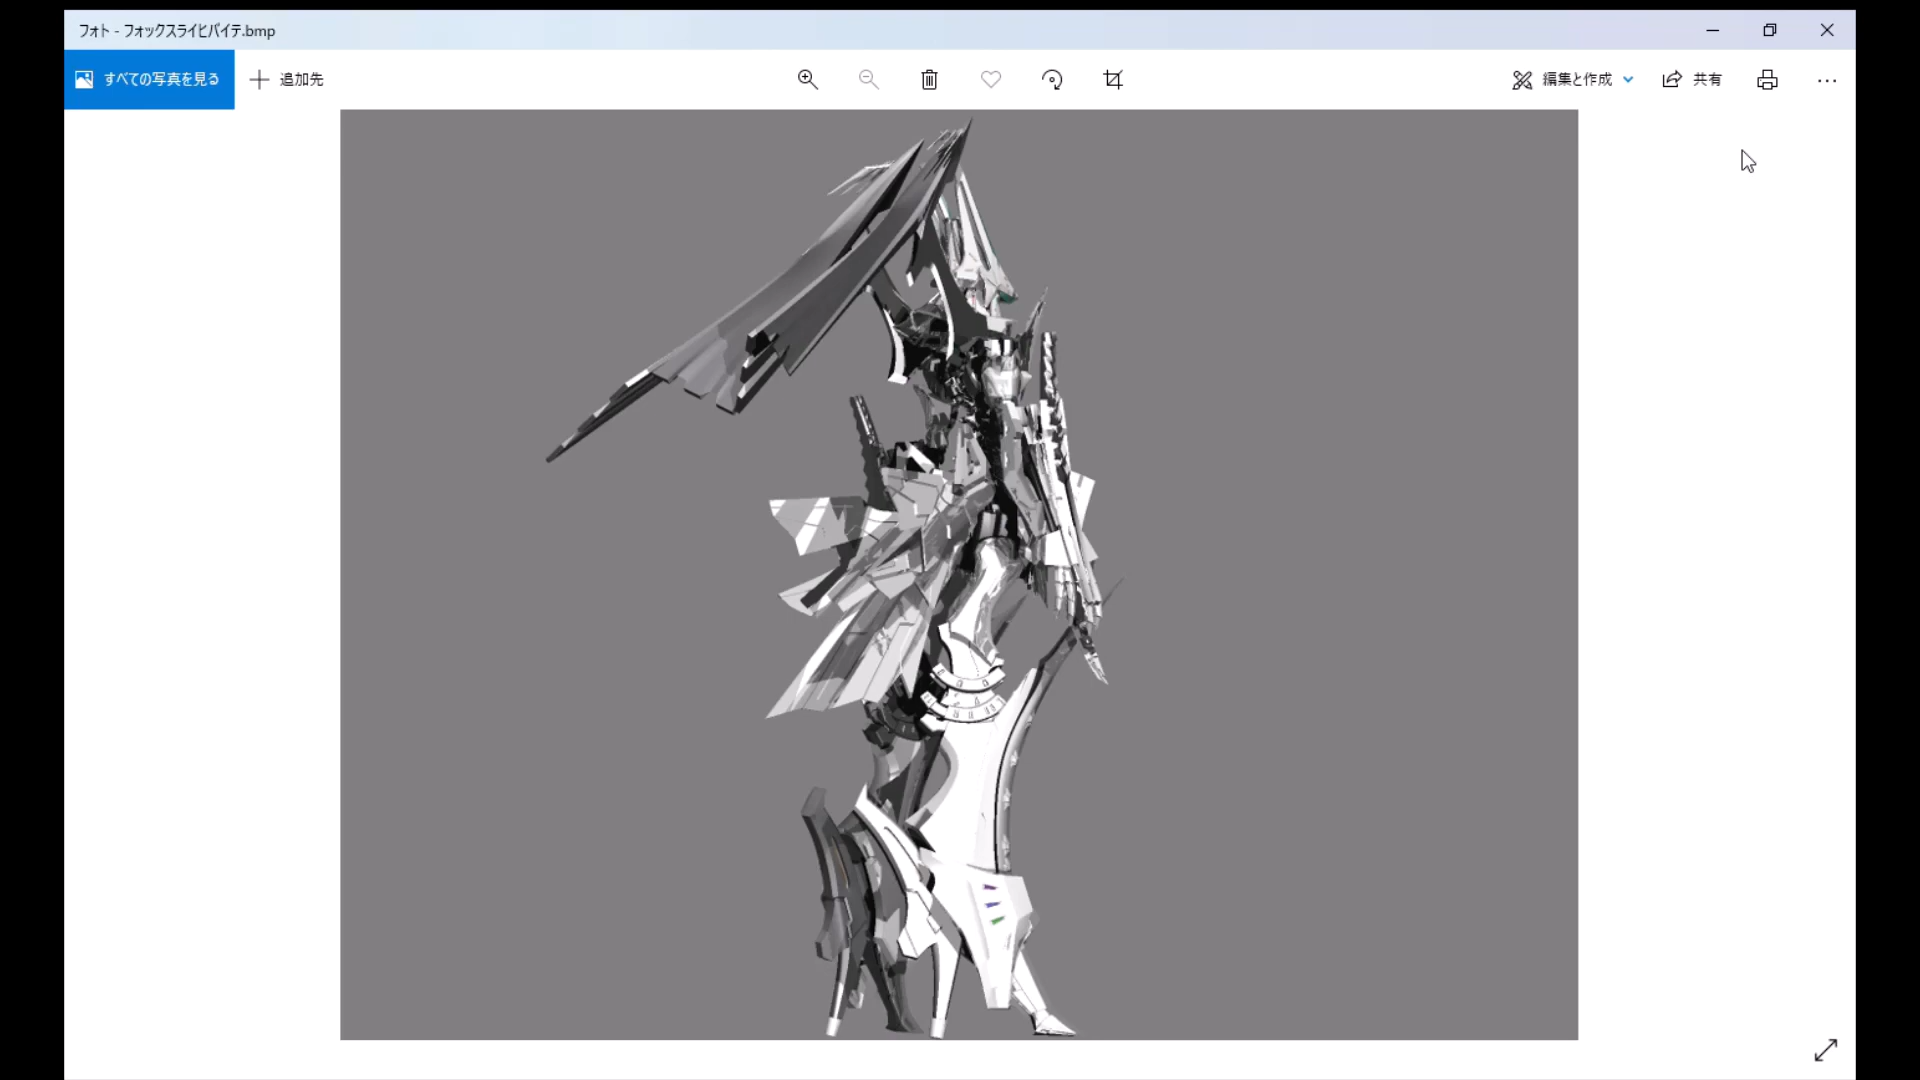 フォト - フォックスライヒバイテ.bmp
すべての写真を見る
追加先
編集と作成
共有